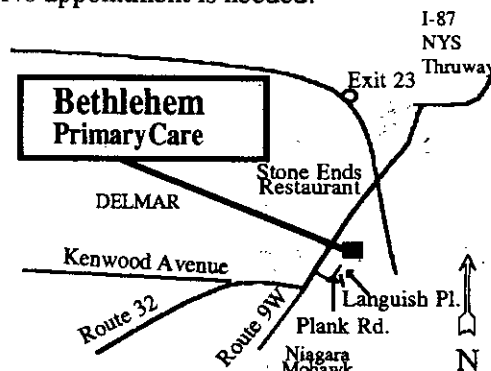 No appointment is needed.
I-87
NYS
Thruway
Exit 23
Bethlehem
Primary Care
Stone Ends
Restaurant
DELMAR
Kenwood Avenue
Languish Pl.
Route 32
Route 9W
Plank Rd.
Niagara
Mohawk
N